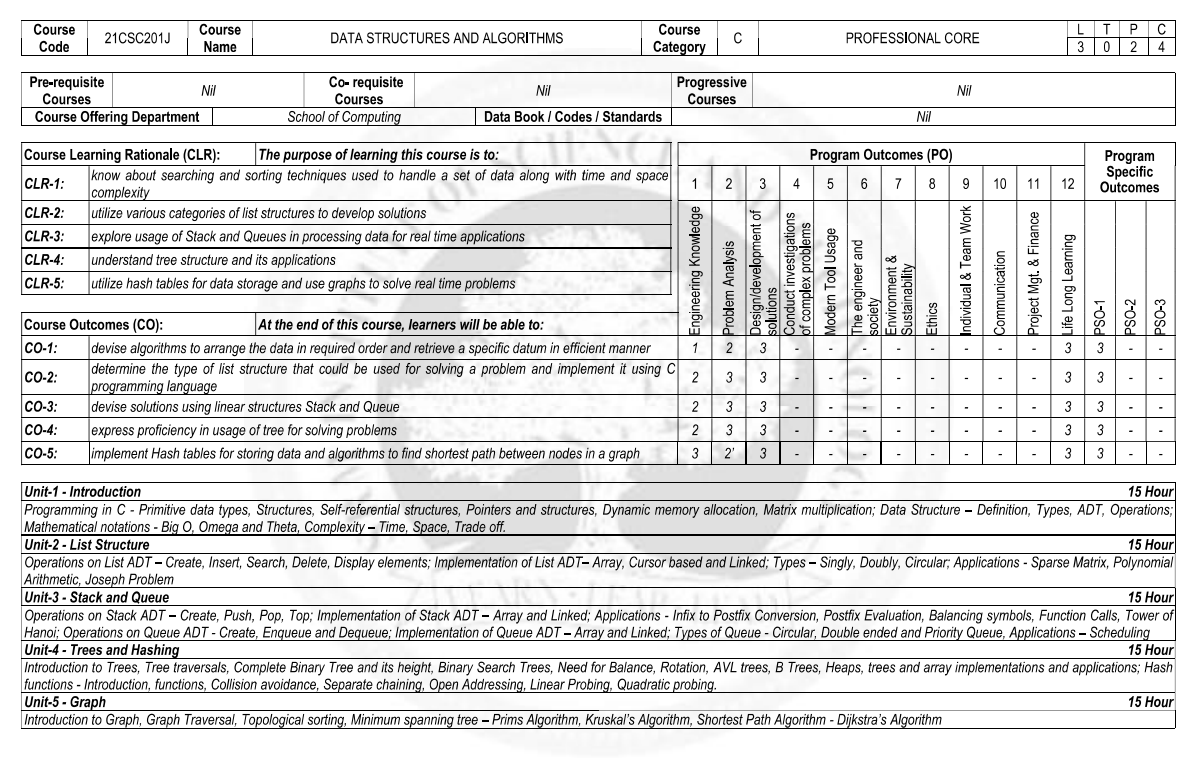 Course Code 21CSC201J Course Name DATA STRUCTURES AND ALGORITHMS Course Category C PROFESSIONAL CORE L T P C
3 0 2 4
Pre-requisite Courses Nil Co- requisite Courses Nil Progressive Courses Nil
Course Offering Department School of Computing Data Book / Codes / Standards Nil
Course Learning Rationale (CLR): The purpose of learning this course is to:
CLR-1: know about searching and sorting techniques used to handle a set of data along with time and space
complexity
CLR-2: utilize various categories of list structures to develop solutions
CLR-3: explore usage of Stack and Queues in processing data for real time applications
CLR-4: understand tree structure and its applications
CLR-5: utilize hash tables for data storage and use graphs to solve real time problems
Program Outcomes (PO)
Program Specific Outcomes
1 2 3 4 5 6 7 8 9 10 11 12
Engineering Knowledge
Problem Analysis
Design/development of
solutions
Conduct investigations
of complex problems
Modern Tool Usage
The engineer and
society
Environment &
Sustainability
Ethics
Individual & Team Work
Communication
Project Mgt. & Finance
Life Long Learning
PSO-1
PSO-2
PSO-3
Course Outcomes (CO): At the end of this course, learners will be able to:
CO-1: devise algorithms to arrange the data in required order and retrieve a specific datum in efficient manner 1 2 3 - - - - - - - - 3 3 - -
CO-2: determine the type of list structure that could be used for solving a problem and implement it using C
programming language 2 3 3 - - - - - - - - 3 3 - -
CO-3: devise solutions using linear structures Stack and Queue 2 3 3 - - - - - - - - 3 3 - -
CO-4: express proficiency in usage of tree for solving problems 2 3 3 - - - - - - - - 3 3 - -
CO-5: implement Hash tables for storing data and algorithms to find shortest path between nodes in a graph 3 2' 3 - - - - - - - - 3 3 - -
Unit-1 - Introduction 15 Hour
Programming in C - Primitive data types, Structures, Self-referential structures, Pointers and structures, Dynamic memory allocation, Matrix multiplication; Data Structure – Definition, Types, ADT, Operations;
Mathematical notations - Big O, Omega and Theta, Complexity – Time, Space, Trade off.
Unit-2 - List Structure 15 Hour
Operations on List ADT – Create, Insert, Search, Delete, Display elements; Implementation of List ADT– Array, Cursor based and Linked; Types – Singly, Doubly, Circular; Applications - Sparse Matrix, Polynomial
Arithmetic, Joseph Problem
Unit-3 - Stack and Queue 15 Hour
Operations on Stack ADT – Create, Push, Pop, Top; Implementation of Stack ADT – Array and Linked; Applications - Infix to Postfix Conversion, Postfix Evaluation, Balancing symbols, Function Calls, Tower of
Hanoi; Operations on Queue ADT - Create, Enqueue and Dequeue; Implementation of Queue ADT – Array and Linked; Types of Queue - Circular, Double ended and Priority Queue, Applications – Scheduling
Unit-4 - Trees and Hashing 15 Hour
Introduction to Trees, Tree traversals, Complete Binary Tree and its height, Binary Search Trees, Need for Balance, Rotation, AVL trees, B Trees, Heaps, trees and array implementations and applications; Hash
functions - Introduction, functions, Collision avoidance, Separate chaining, Open Addressing, Linear Probing, Quadratic probing.
Unit-5 - Graph 15 Hour
Introduction to Graph, Graph Traversal, Topological sorting, Minimum spanning tree – Prims Algorithm, Kruskal's Algorithm, Shortest Path Algorithm - Dijkstra's Algorithm